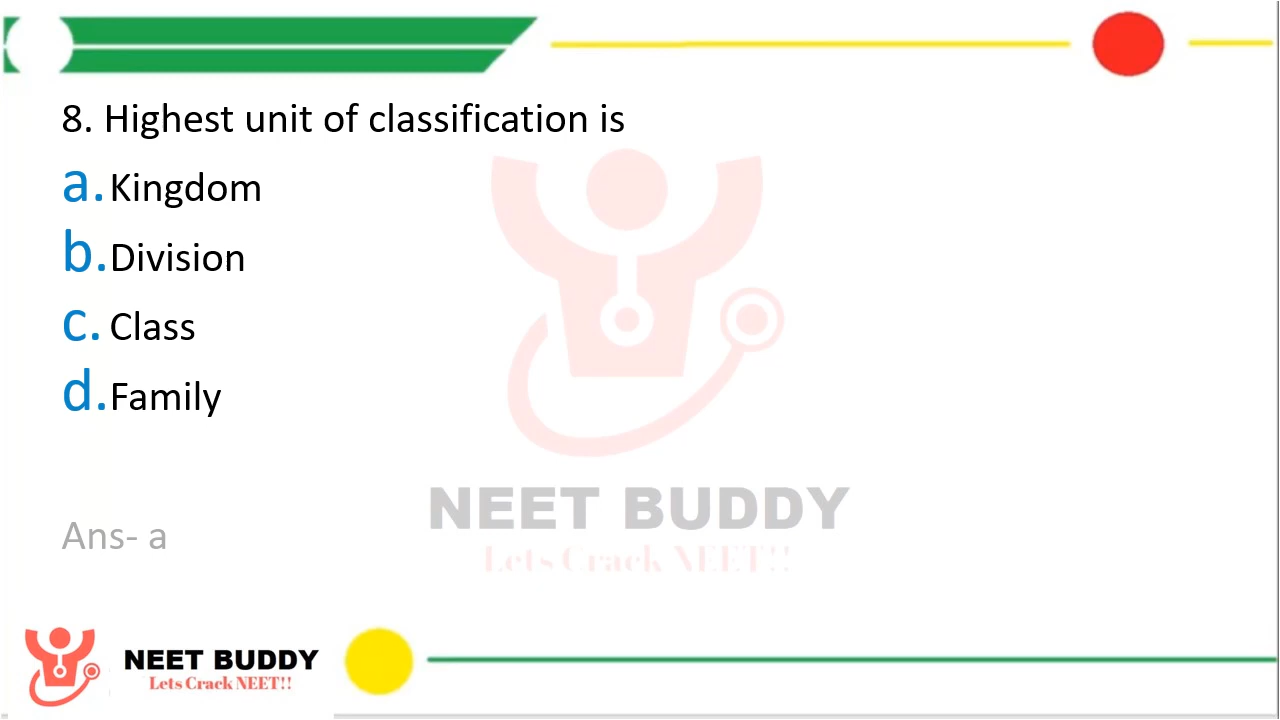 8. Highest unit of classification is
a. Kingdom
b. Division
c. Class
d. Family
NEET BUDDY
Lets Crack NEET!!
Ans- a
NEET BUDDY
Lets Crack NEET!!